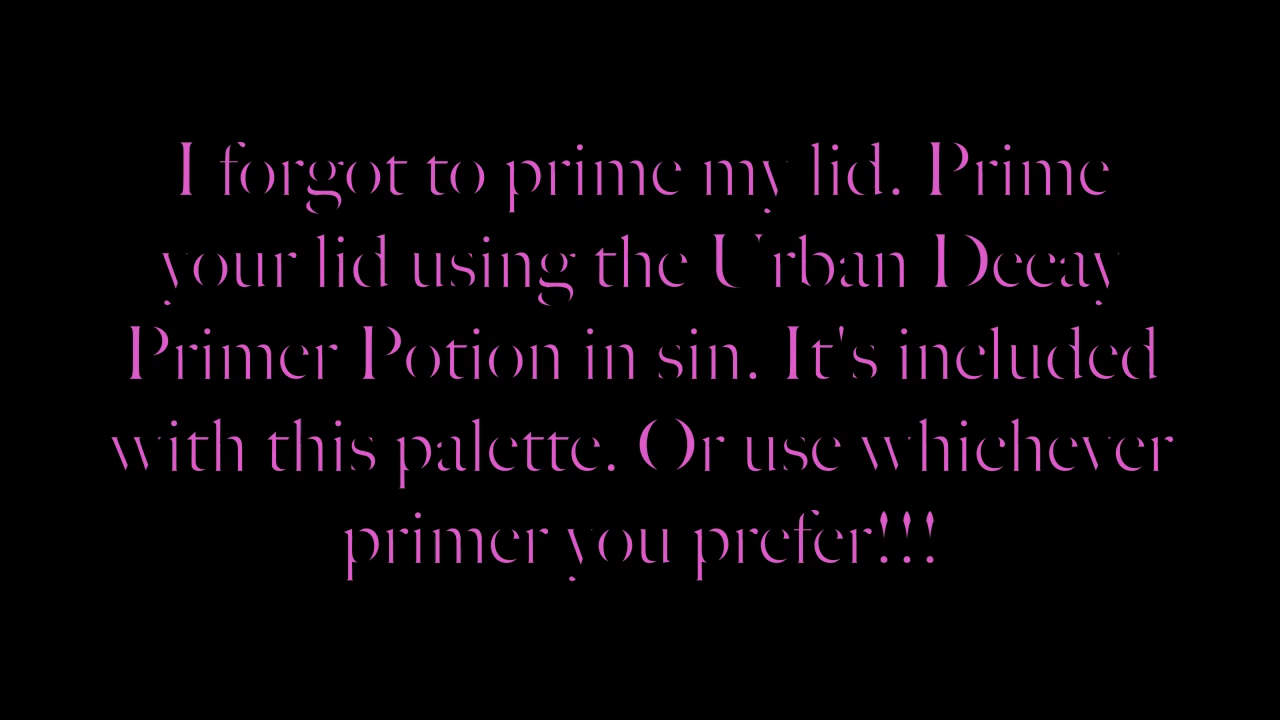 I forgot to prime my lid. Prime
your lid using the Urban Decay
Primer Potion in sin. It's included
with this palette. Or use whichever
primer you prefer!!!